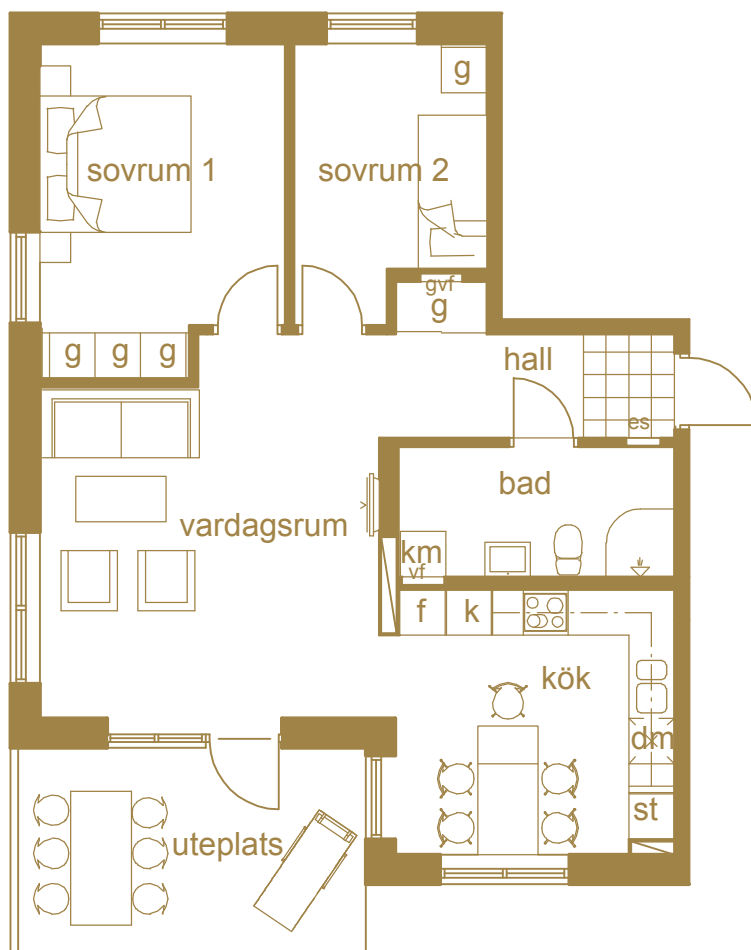 g
sovrum 1
sovrum 2
gvf
g
g
g
g
hall
es
bad
vardagsrum
km
vf
f
k
kök
dm
st
uteplats